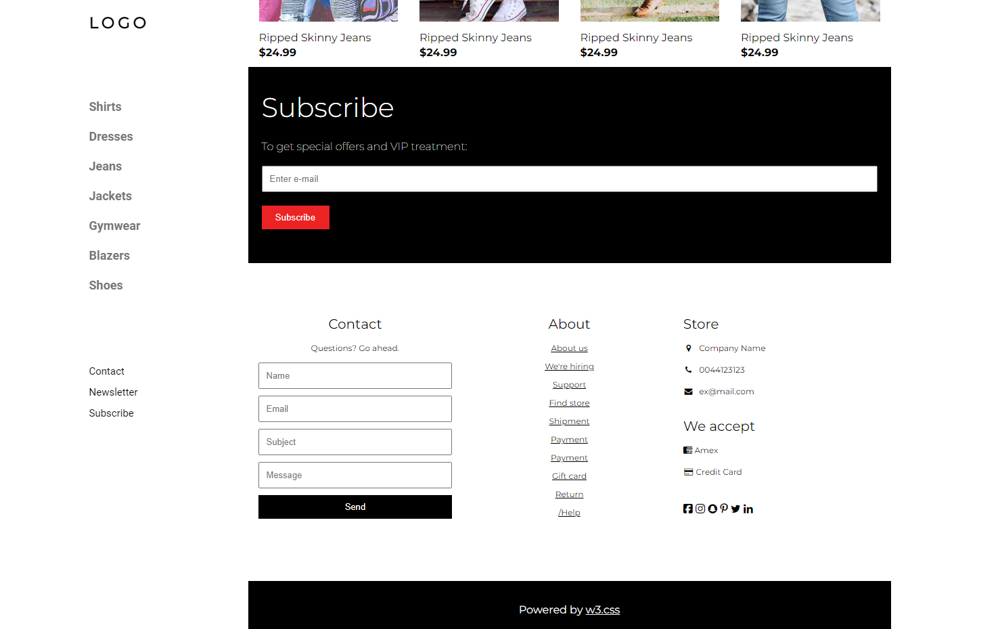 LOGO
Shirts
Dresses
Jeans
Jackets
Gymwear
Blazers
Shoes
Contact
Newsletter
Subscribe
Ripped Skinny Jeans
$24.99
Ripped Skinny Jeans
$24.99
Ripped Skinny Jeans
$24.99
Ripped Skinny Jeans
$24.99
Subscribe
To get special offers and VIP treatment:
Enter e-mail
Subscribe
Contact
Questions? Go ahead.
Name
Email
Subject
Message
Send
About
About us
We're hiring
Support
Find store
Shipment
Payment
Payment
Gift card
Return
/Help
Store
Company Name
0044123123
ex@mail.com
We accept
Amex
Credit Card
Powered by w3.css